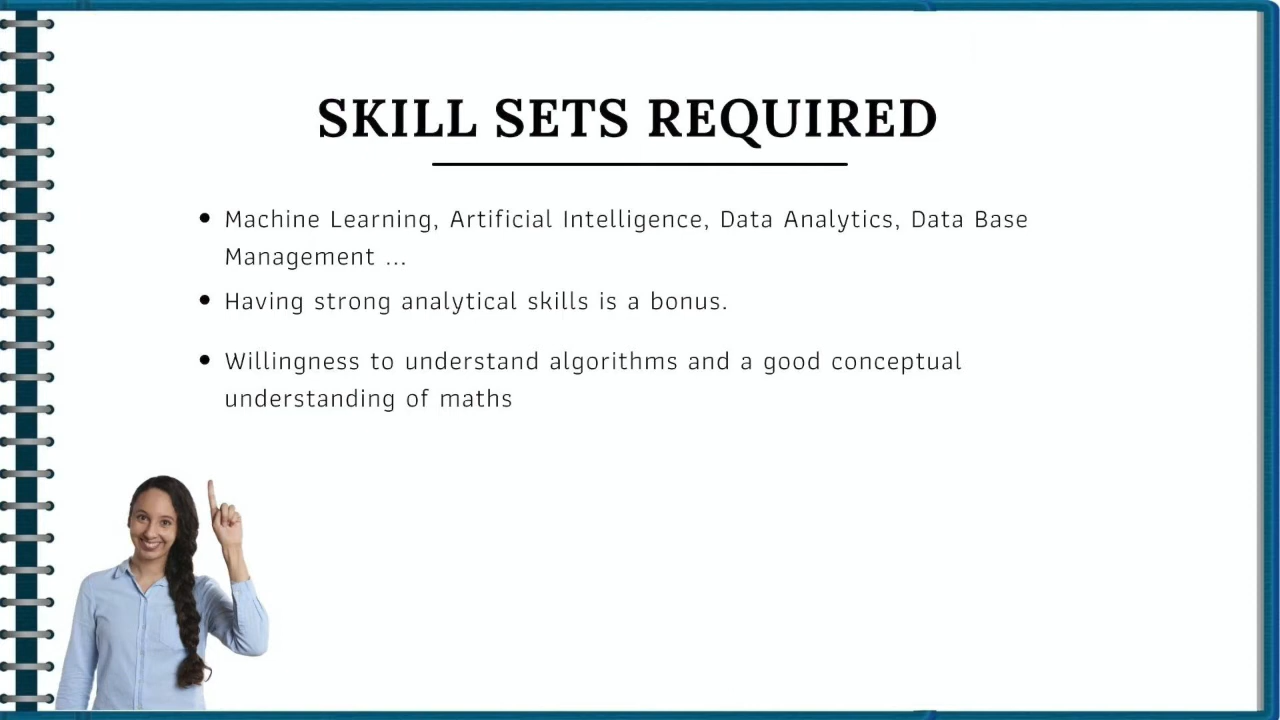 SKILL SETS REQUIRED
• Machine Learning, Artificial Intelligence, Data Analytics, Data Base
Management ...
• Having strong analytical skills is a bonus.
• Willingness to understand algorithms and a good conceptual
understanding of maths